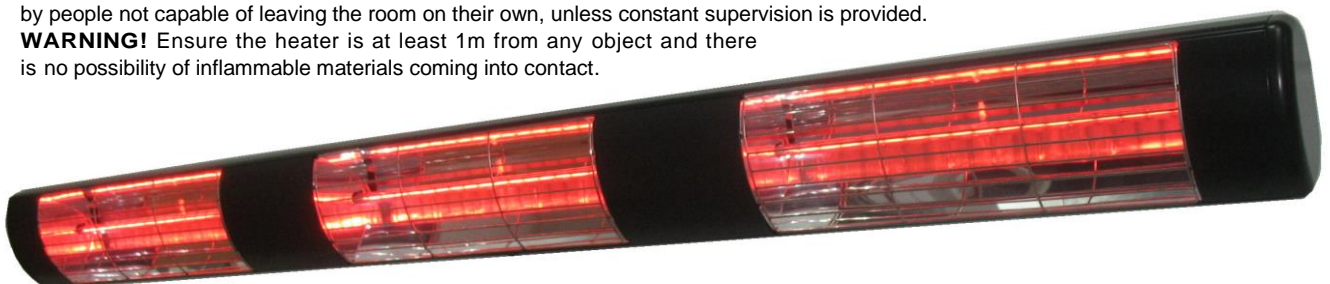 by people not capable of leaving the room on their own, unless constant supervision is provided.
WARNING! Ensure the heater is at least 1m from any object and there
is no possibility of inflammable materials coming into contact.